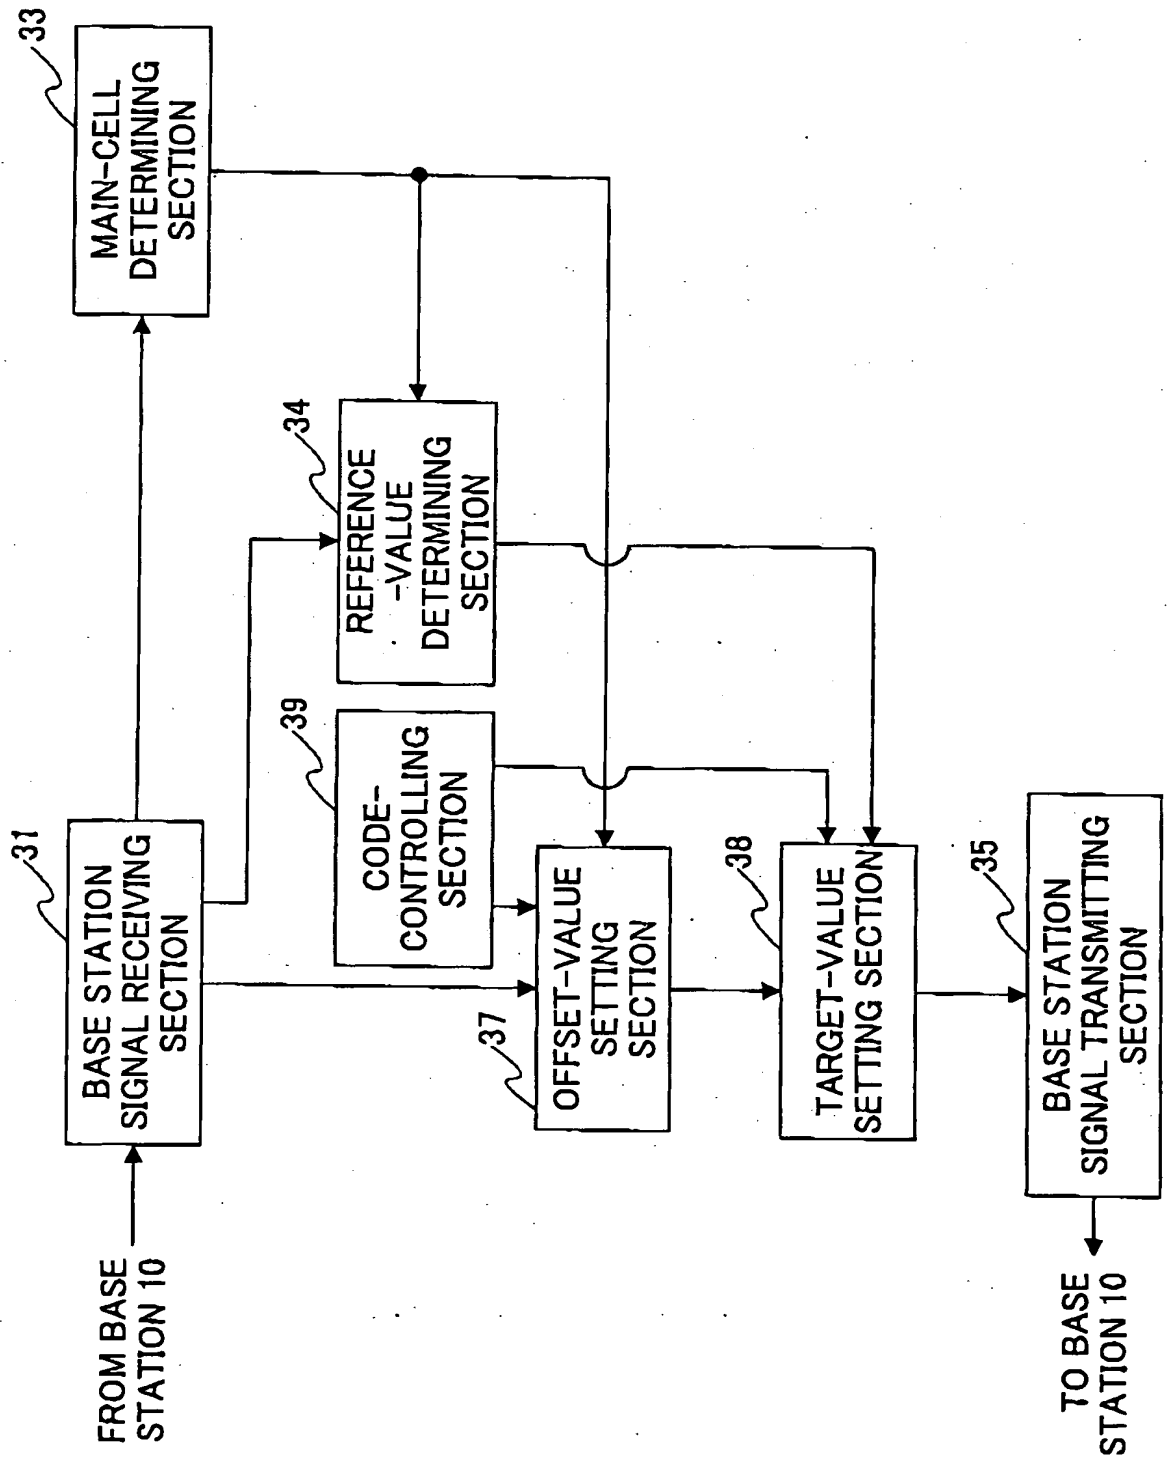 FROM BASE
STATION 10
31
BASE STATION
SIGNAL RECEIVING
SECTION
33
MAIN-CELL
DETERMINING
SECTION
34
REFERENCE
-VALUE
DETERMINING
SECTION
39
CODE-
CONTROLLING
SECTION
37
OFFSET-VALUE
SETTING
SECTION
38
TARGET-VALUE
SETTING SECTION
35
BASE STATION
SIGNAL TRANSMITTING
SECTION
TO BASE
STATION 10